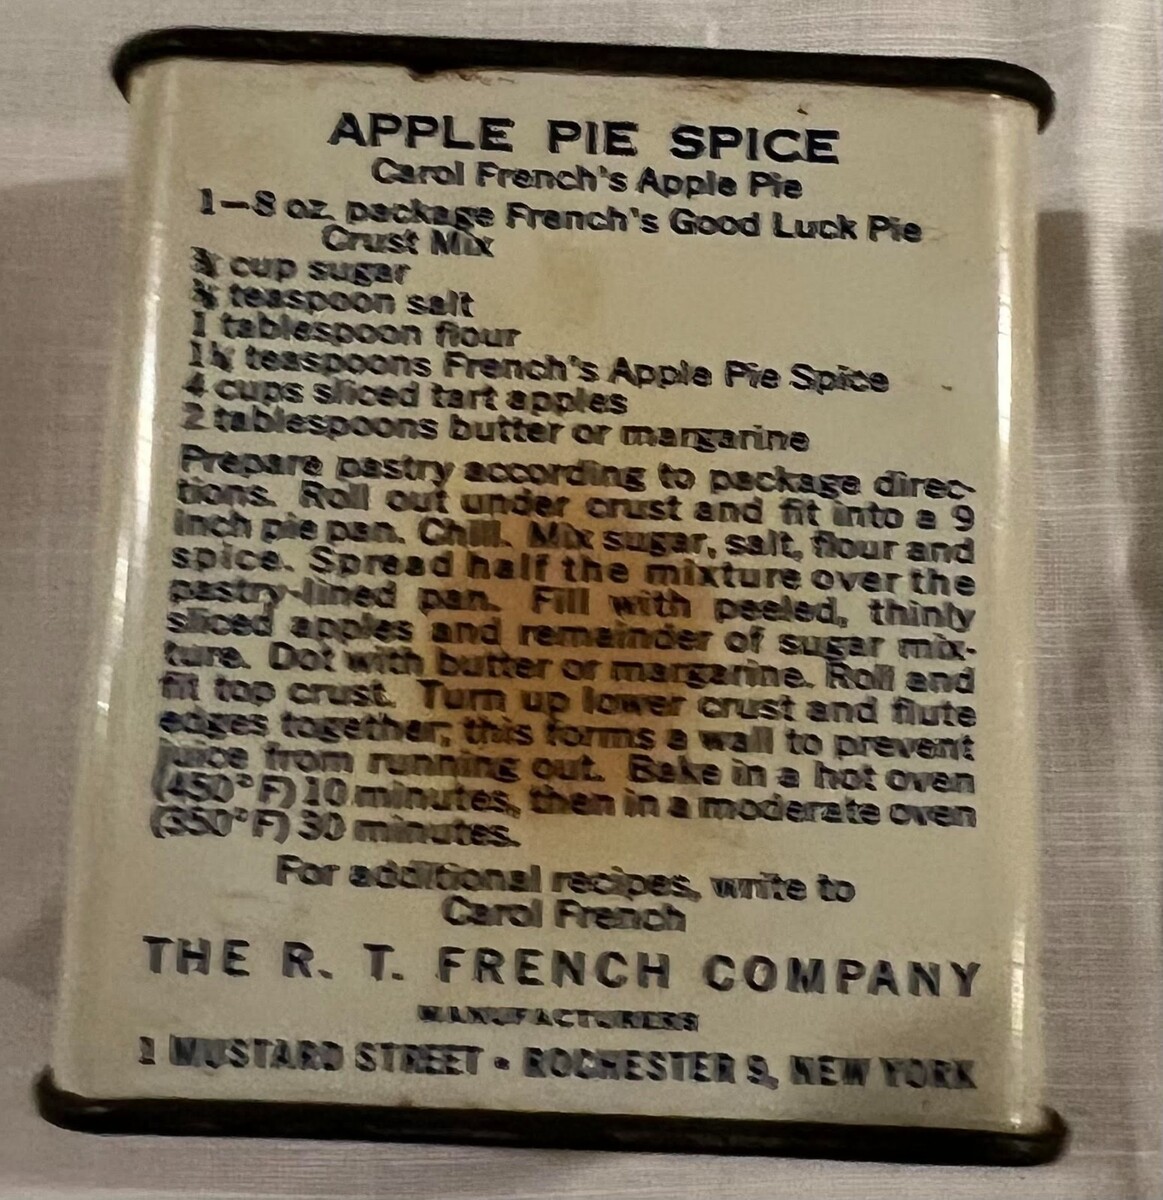 APPLE PIE SPICE
Carol French's Apple Pie
1—8 oz. package French's Good Luck Pie
Crust Mix
cup sugar
teaspoon salt
1 tablespoon flour
teaspoons French's Apple Pie Spice
4 cups sliced tart apples
2 tablespoons butter or margarine
Prepare pastry according to package direc-
tions. Roll out under crust and fit into a 9
inch pie pan. Chill. Mix sugar, salt, flour and
spice. Spread half the mixture over the
pastry-lined pan. Fill with peeled, thinly
sliced apples and remainder of sugar mix-
ture. Dot with butter or margarine. Roll and
fit top crust. Turn up lower crust and flute
edges together; this forms a wall to prevent
juice from running out. Bake in a hot oven
(450°F) 10 minutes, then in a moderate oven
(350°F) 30 minutes.
For additional recipes, write to
Carol French
THE R. T. FRENCH COMPANY
MANUFACTURERS
1 MUSTARD STREET • ROCHESTER 9, NEW YORK